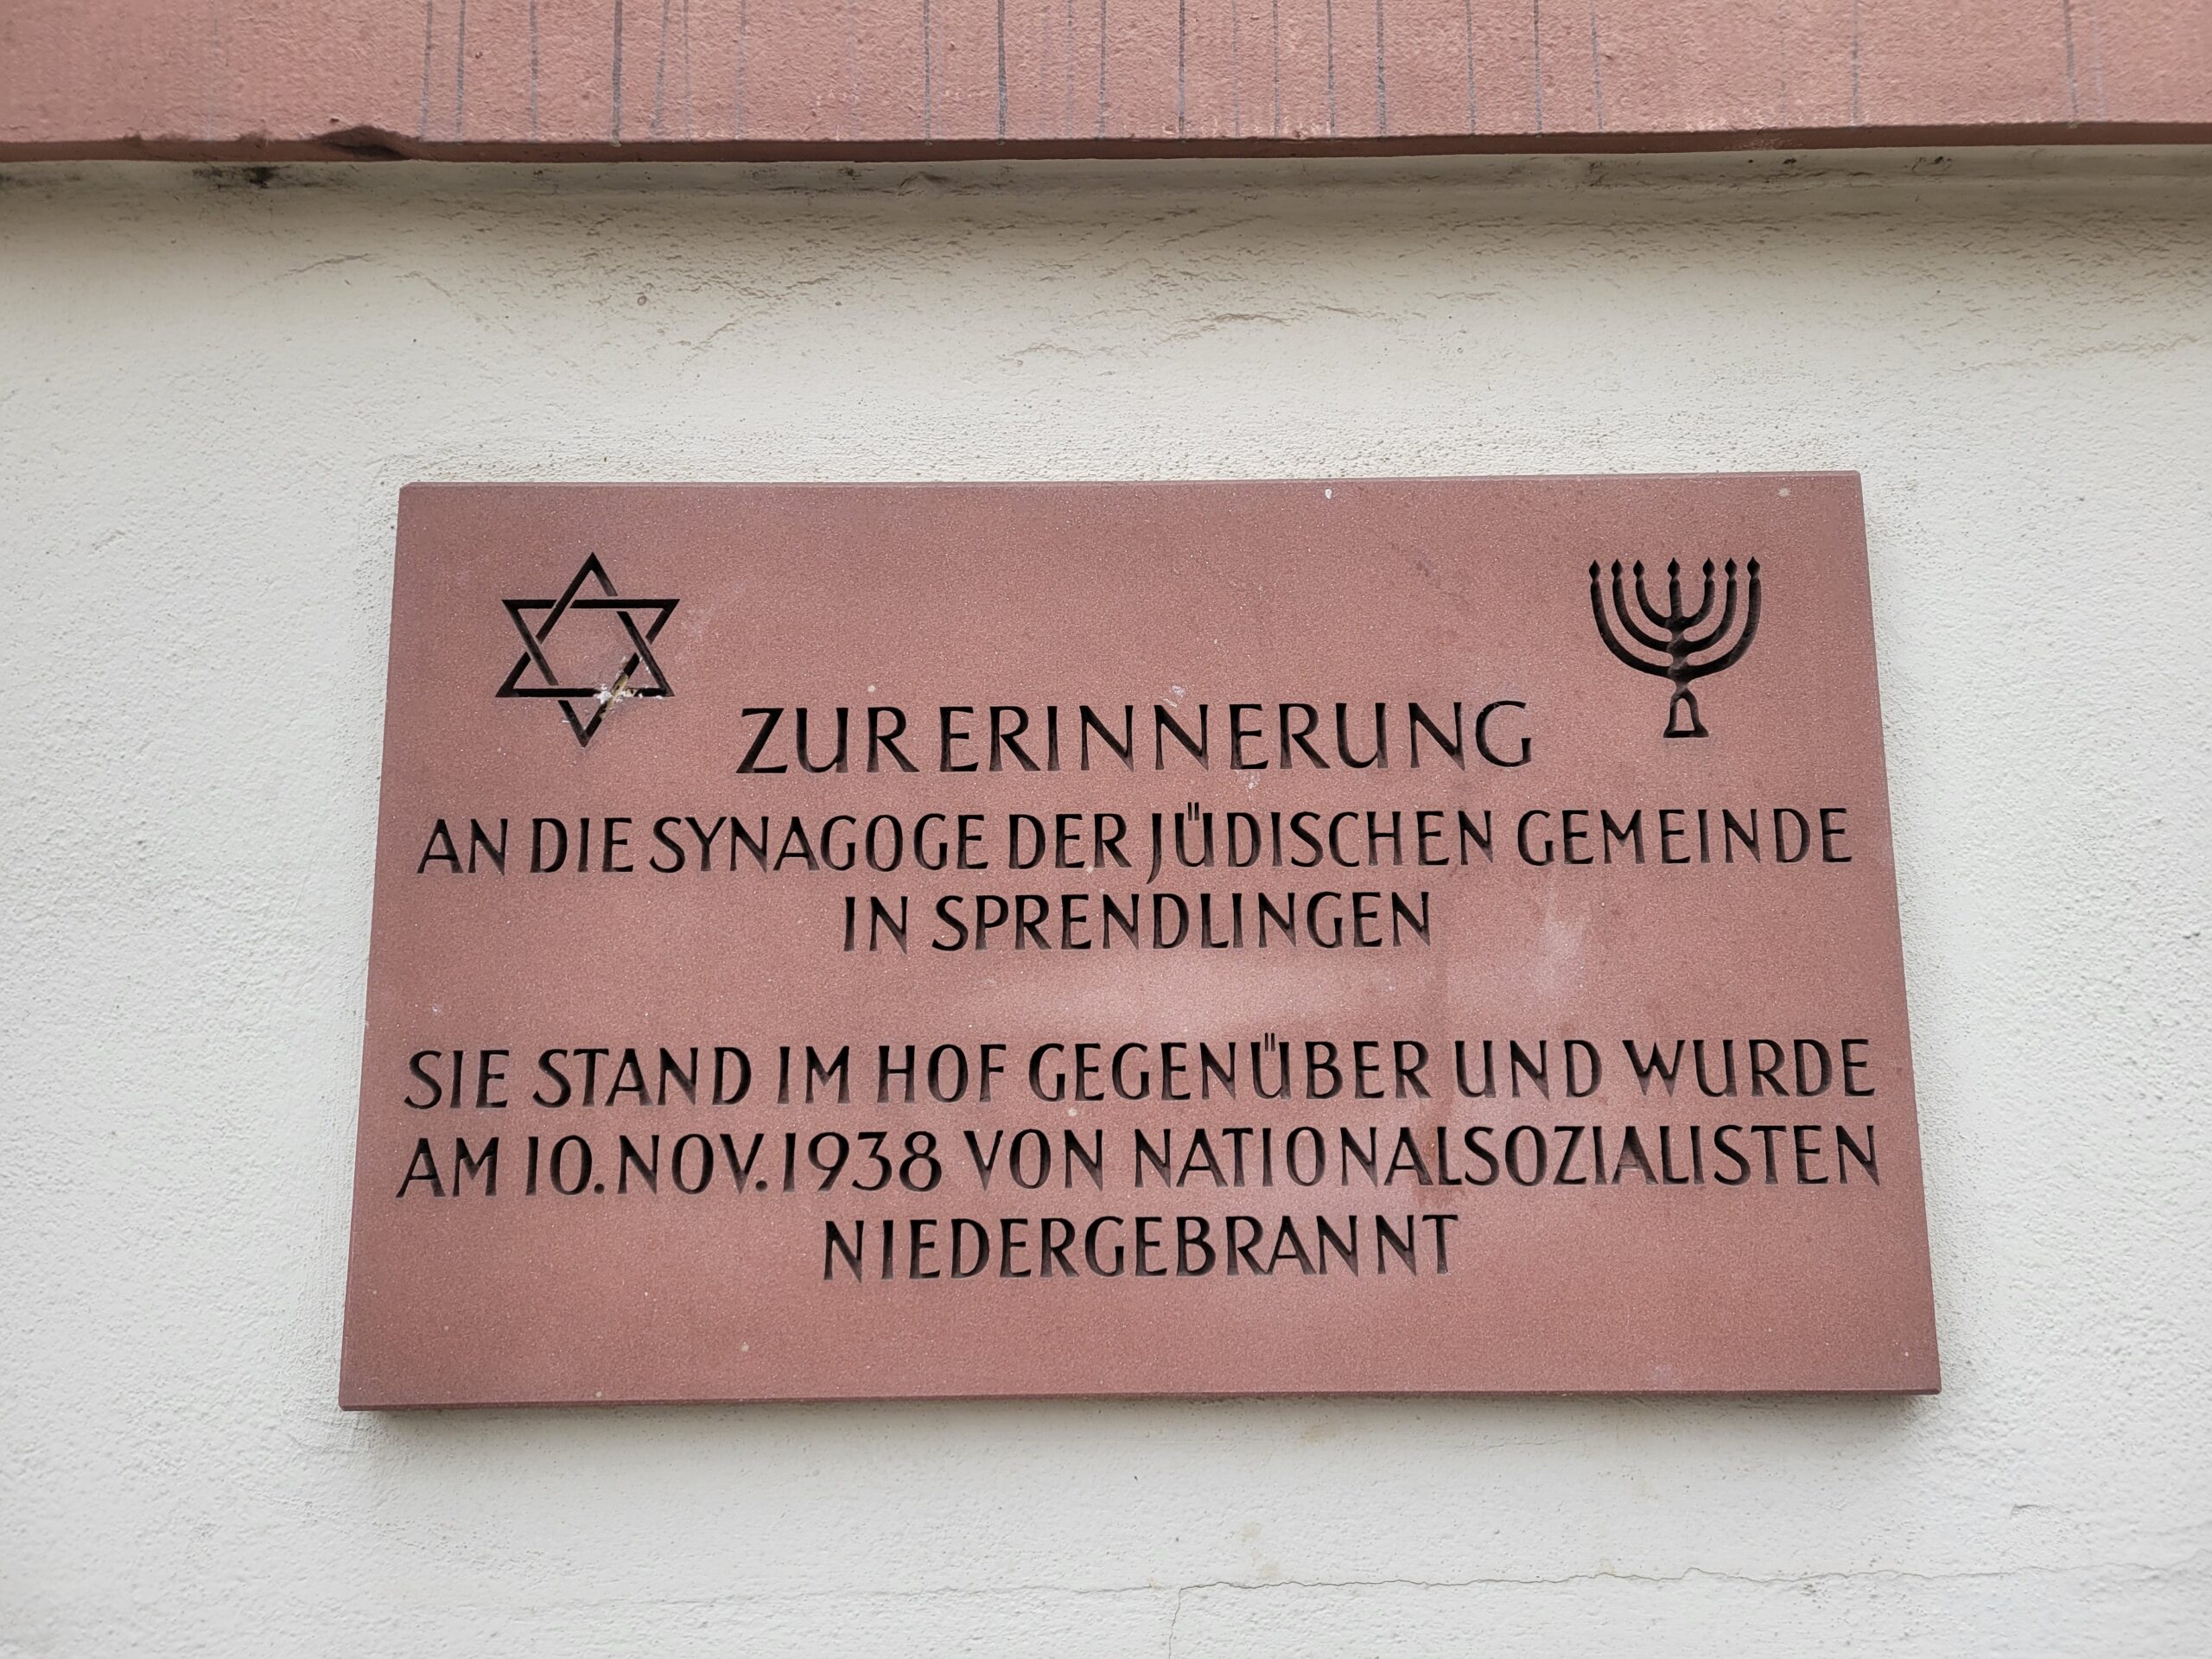 ZUR ERINNERUNG
AN DIE SYNAGOGE DER JÜDISCHEN GEMEINDE
IN SPRENDLINGEN
SIE STAND IM HOF GEGENÜBER UND WURDE
AM 10. NOV. 1938 VON NATIONALSOZIALISTEN
NIEDERGEBRANNT